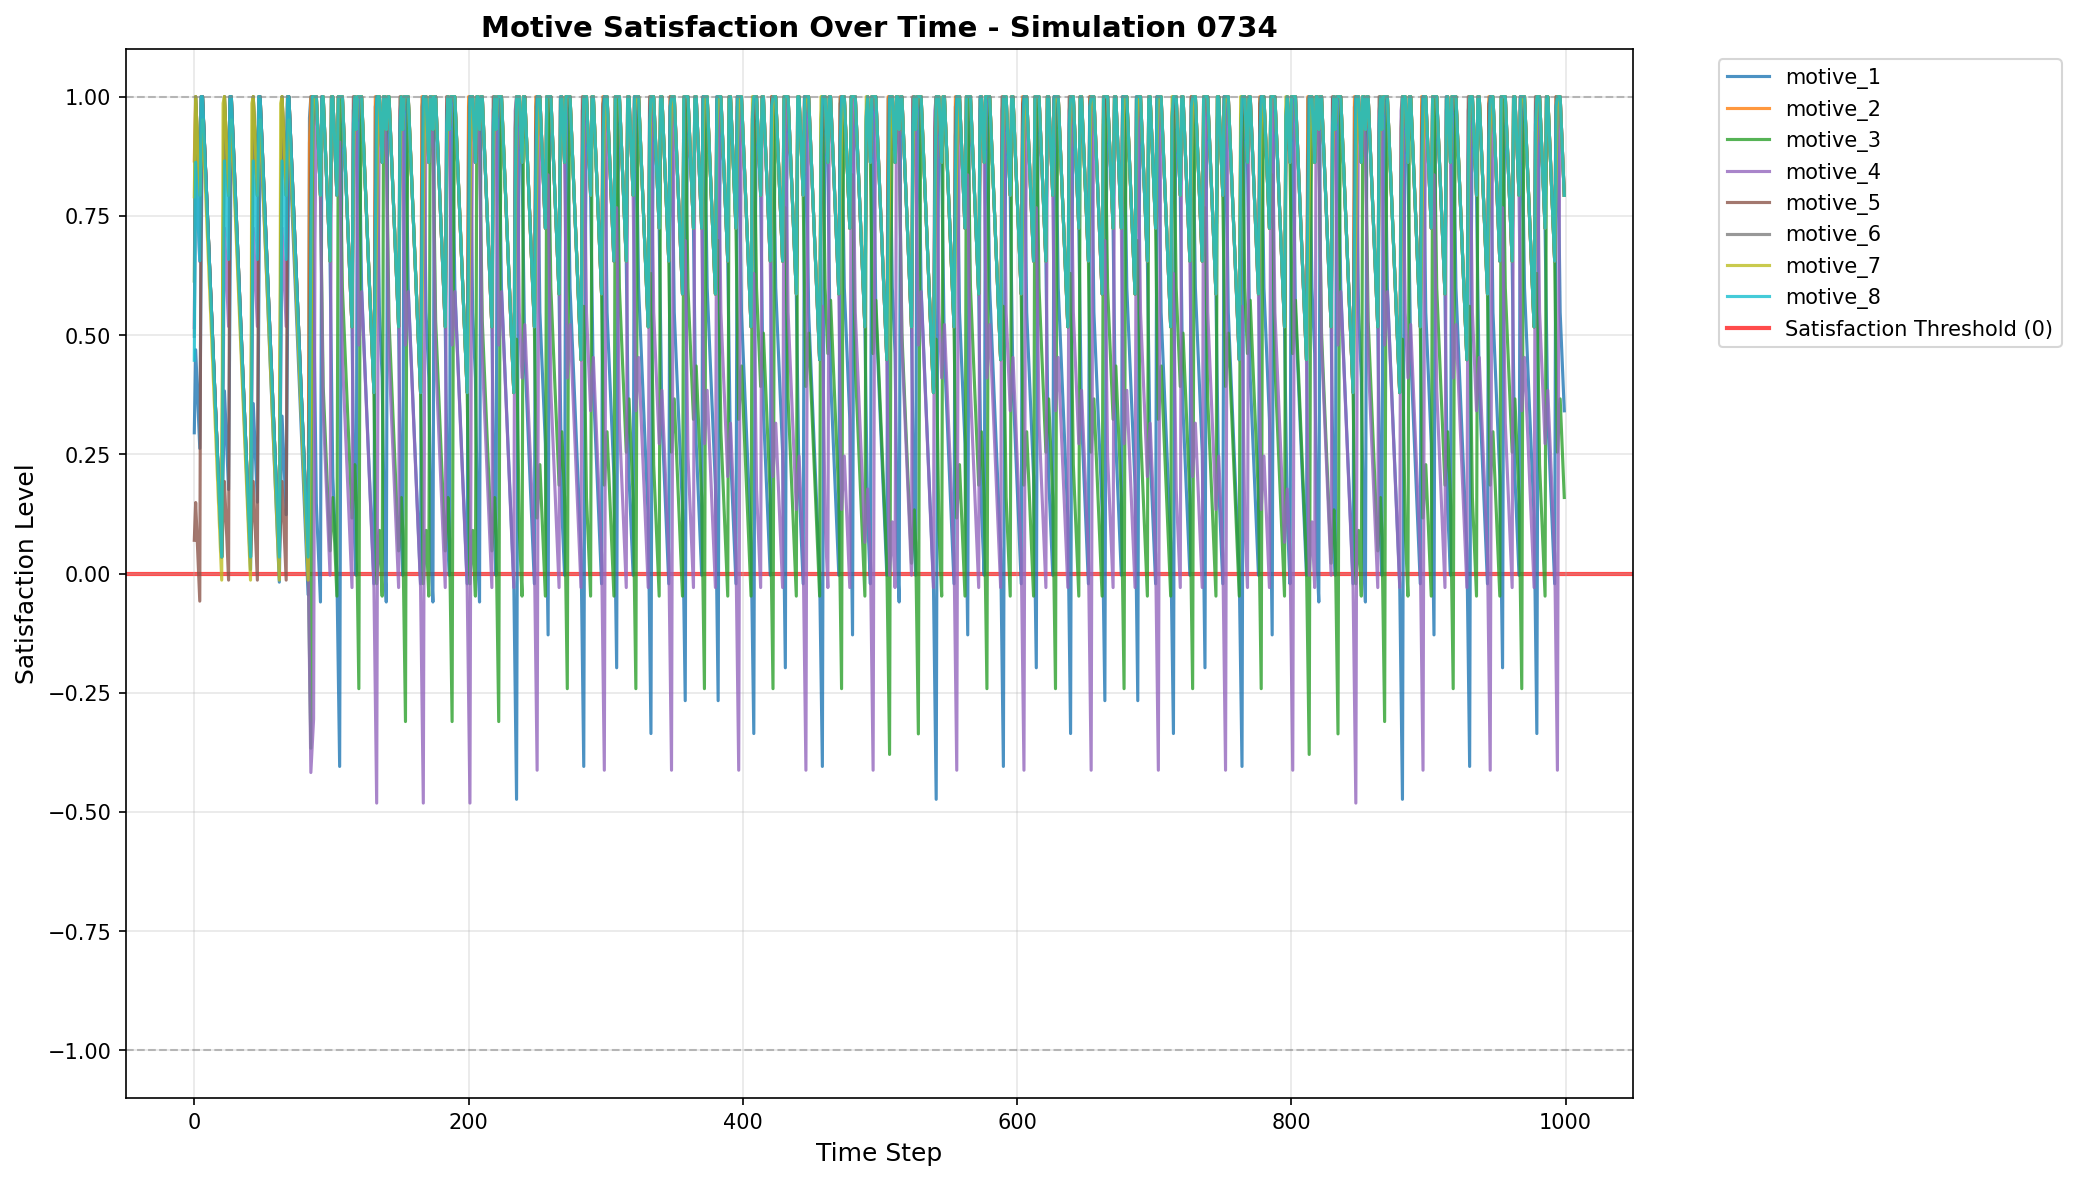 Motive Satisfaction Over Time - Simulation 0734
1.00
0.75
0.50
0.25
0.00
−0.25
−0.50
−0.75
−1.00
Satisfaction Level
0
200
400
600
800
1000
Time Step
motive_1
motive_2
motive_3
motive_4
motive_5
motive_6
motive_7
motive_8
Satisfaction Threshold (0)